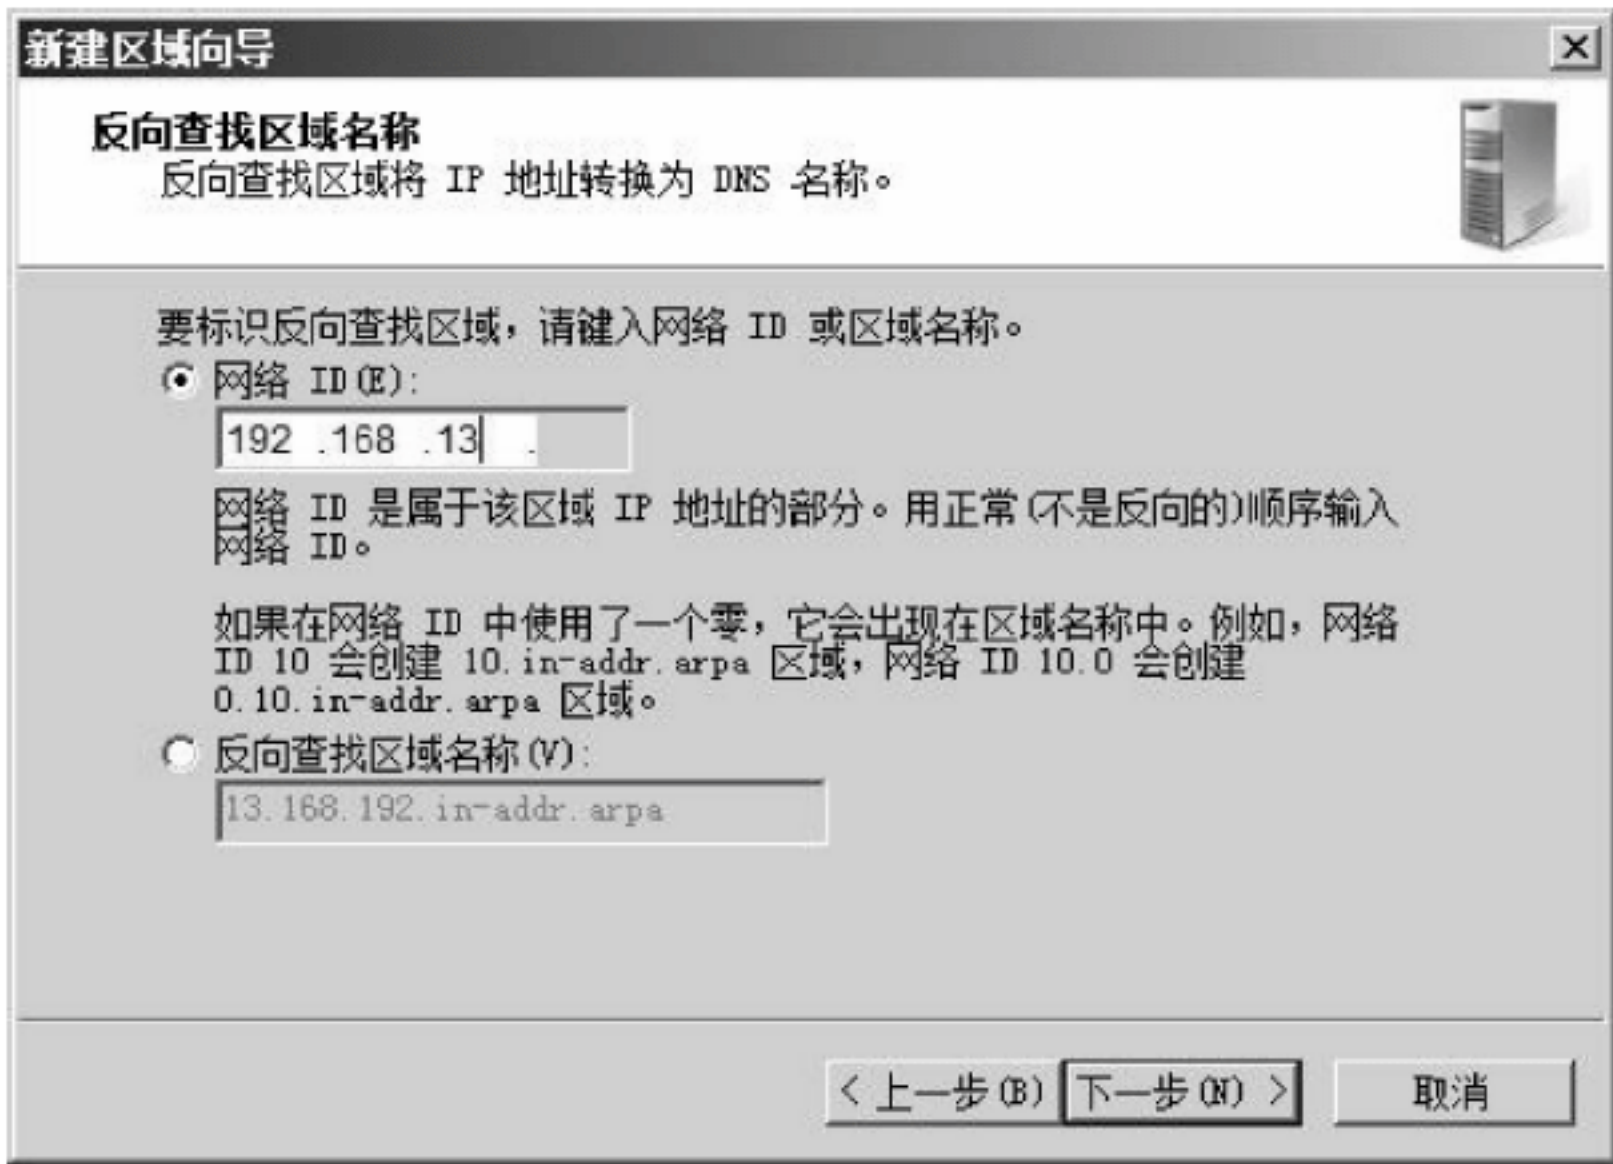 新建区域向导
反向查找区域名称
反向查找区域将 IP 地址转换为 DNS 名称。
要标识反向查找区域，请键入网络 ID 或区域名称。
网络 ID(E):
192 .168 .13 .
网络 ID 是属于该区域 IP 地址的部分。用正常(不是反向的)顺序输入
网络 ID。
如果在网络 ID 中使用了一个零，它会出现在区域名称中。例如，网络
ID 10 会创建 10.in-addr.arpa 区域，网络 ID 10.0 会创建
0.10.in-addr.arpa 区域。
反向查找区域名称(V):
13.168.192.in-addr.arpa
< 上一步(B) 下一步(N) > 取消